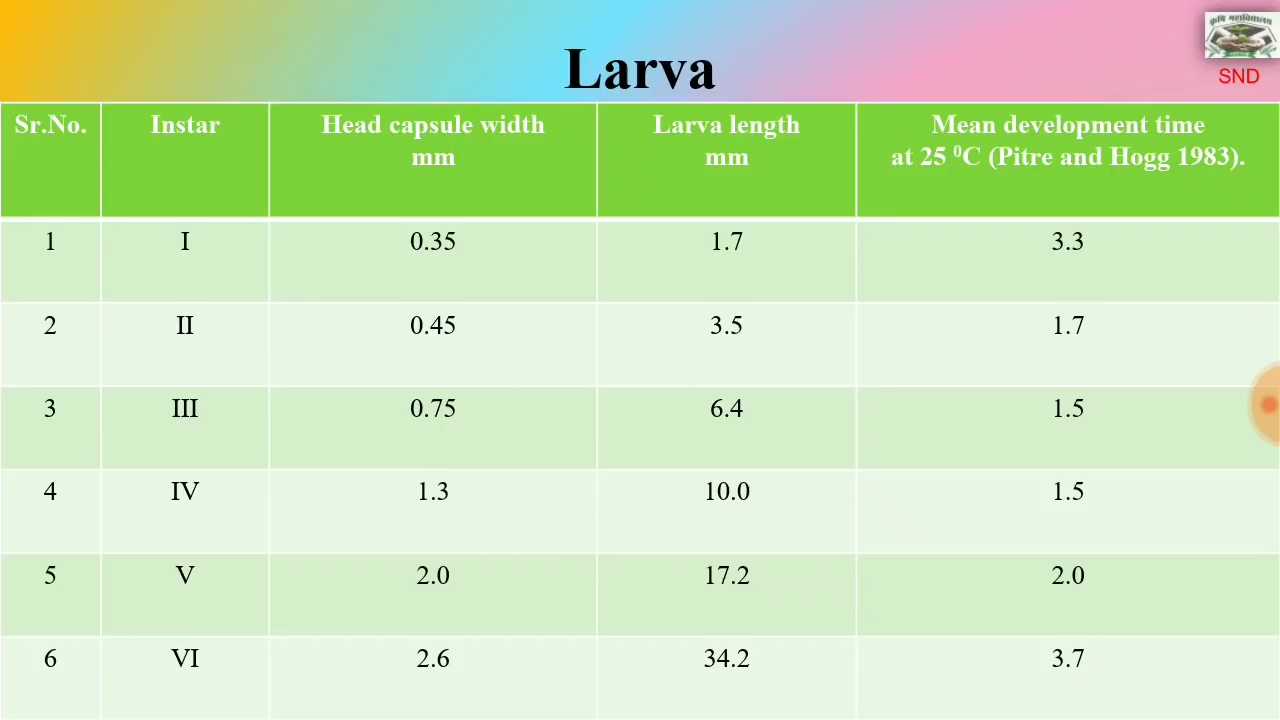 कृषि महाविद्यालय
SND
Larva
Sr.No. Instar Head capsule width mm Larva length mm Mean development time at 25 ⁰C (Pitre and Hogg 1983).
1 I 0.35 1.7 3.3
2 II 0.45 3.5 1.7
3 III 0.75 6.4 1.5
4 IV 1.3 10.0 1.5
5 V 2.0 17.2 2.0
6 VI 2.6 34.2 3.7